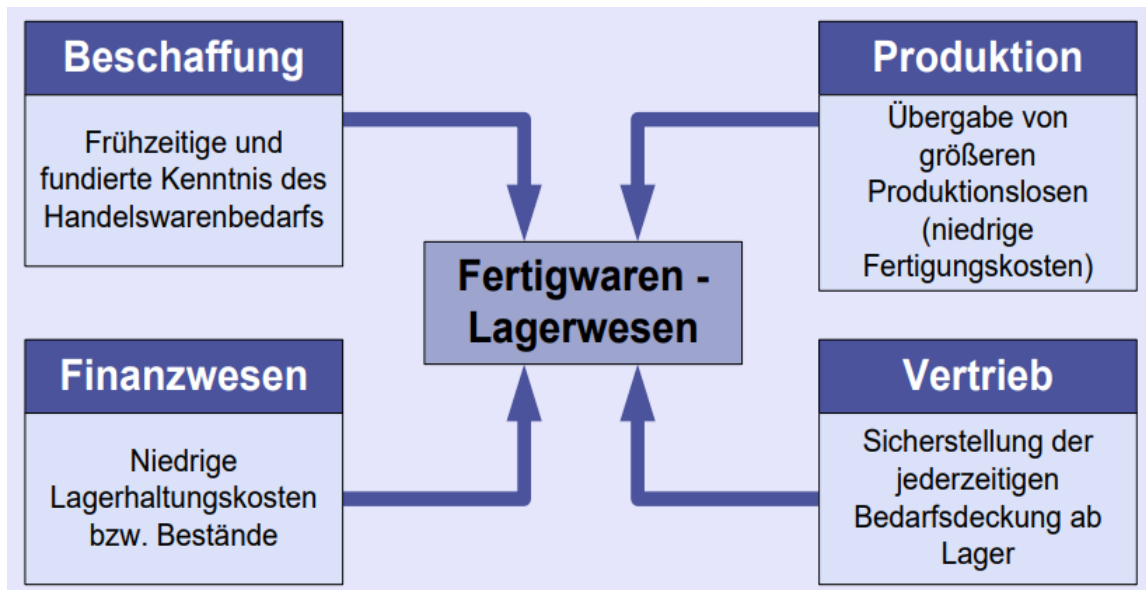 Beschaffung
Frühzeitige und
fundierte Kenntnis des
Handelswarenbedarfs
Produktion
Übergabe von
größeren
Produktionslosen
(niedrige
Fertigungskosten)
Fertigwaren -
Lagerwesen
Finanzwesen
Niedrige
Lagerhaltungskosten
bzw. Bestände
Vertrieb
Sicherstellung der
jederzeitigen
Bedarfsdeckung ab
Lager